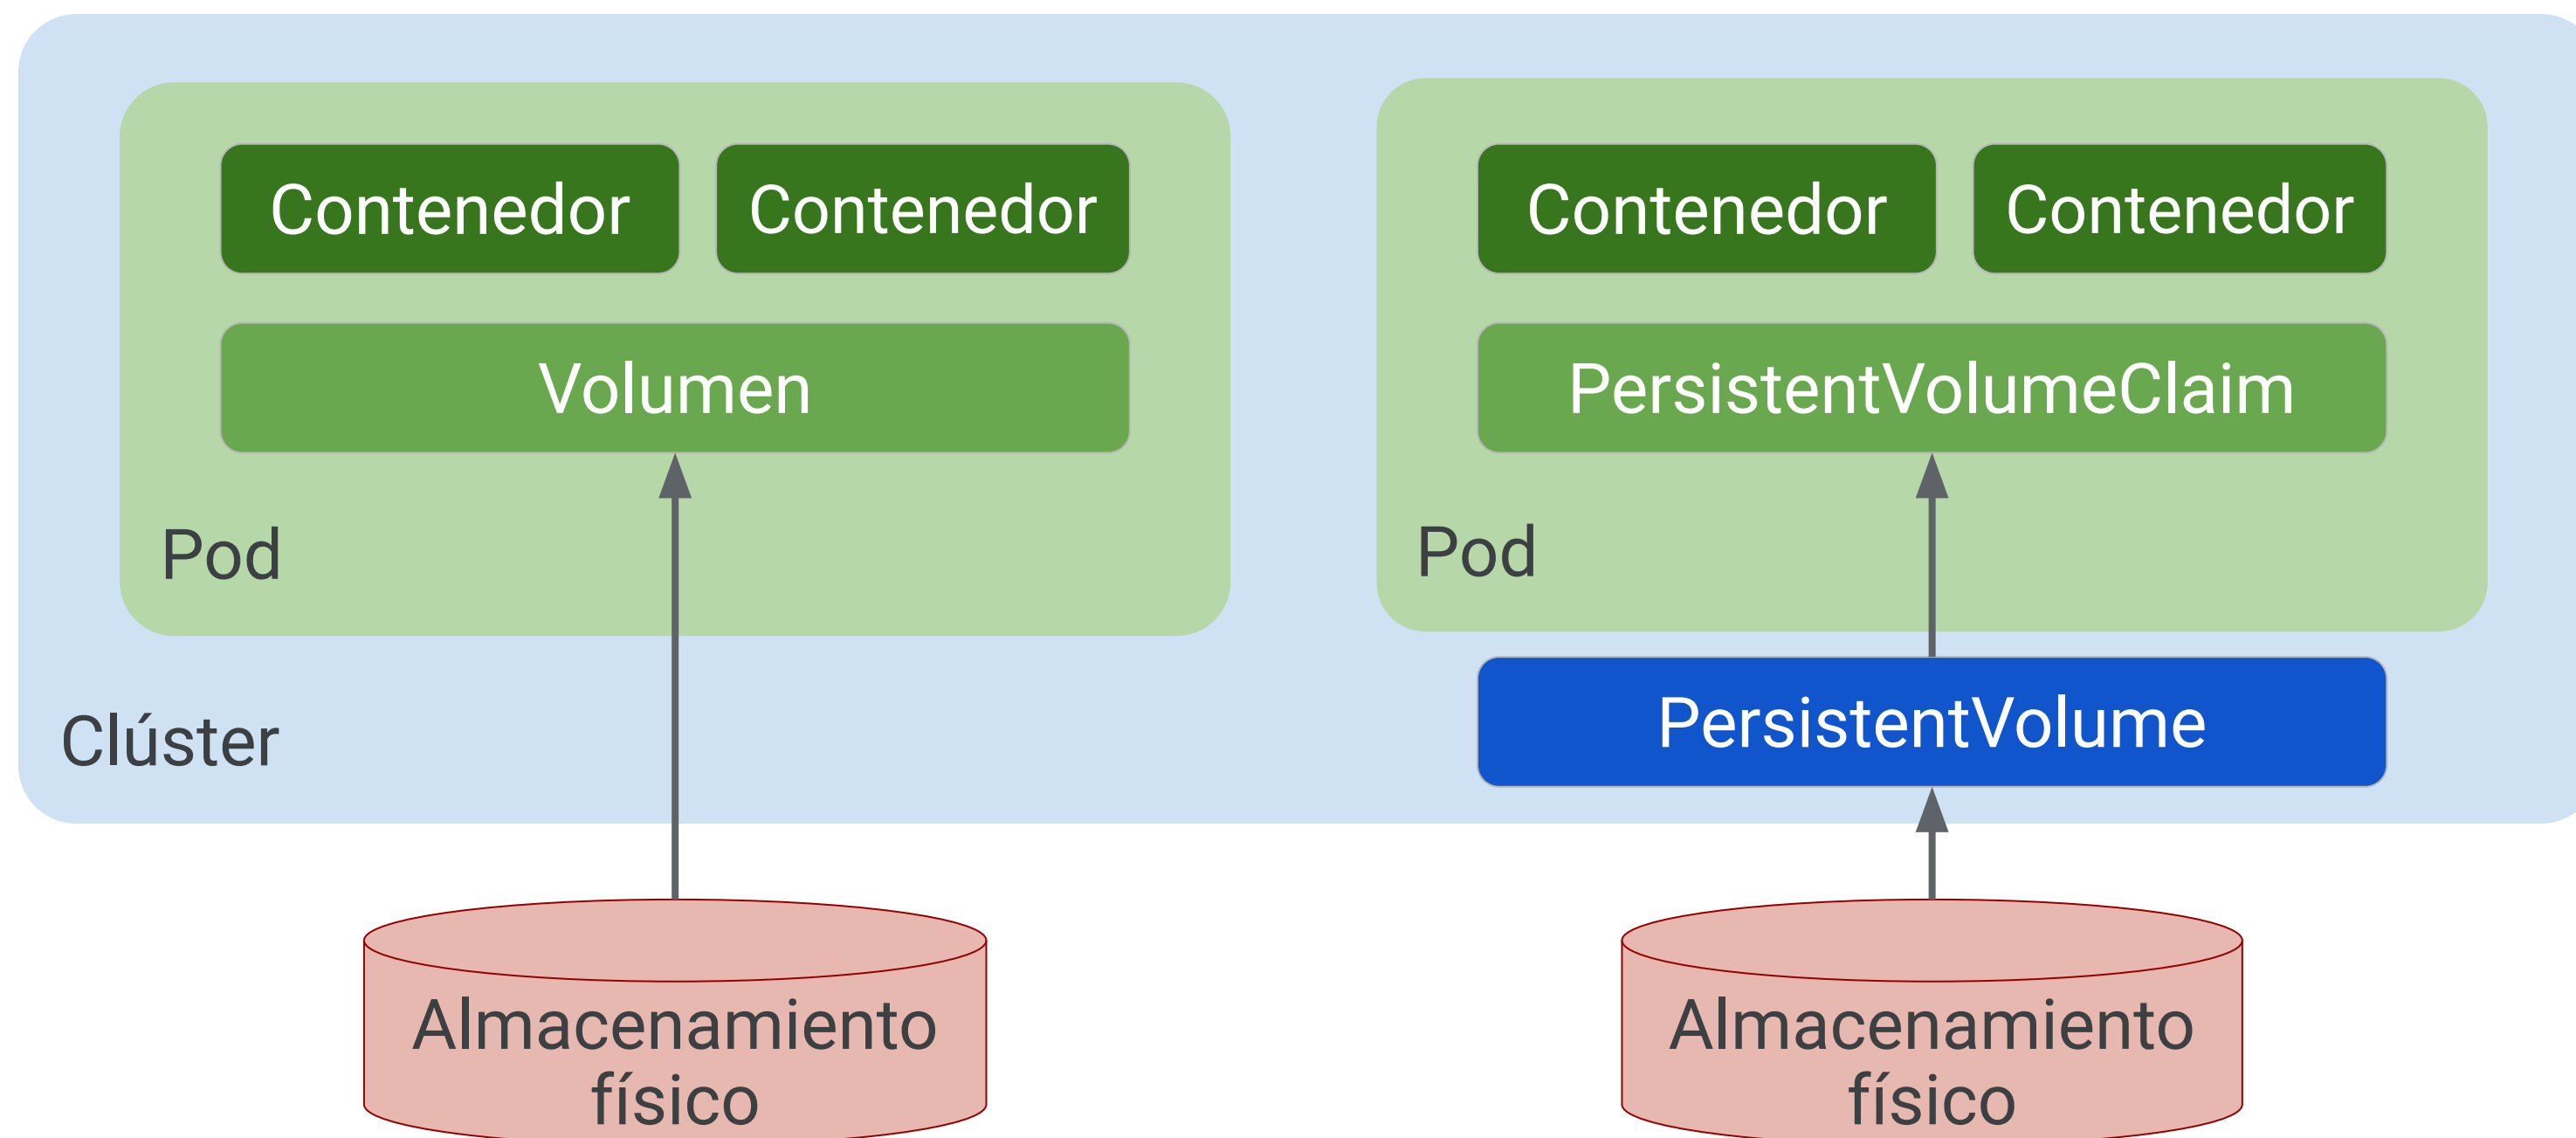 Contenedor Contenedor
Volumen
Pod
Contenedor Contenedor
PersistentVolumeClaim
Pod
Clúster
PersistentVolume
Almacenamiento
físico
Almacenamiento
físico